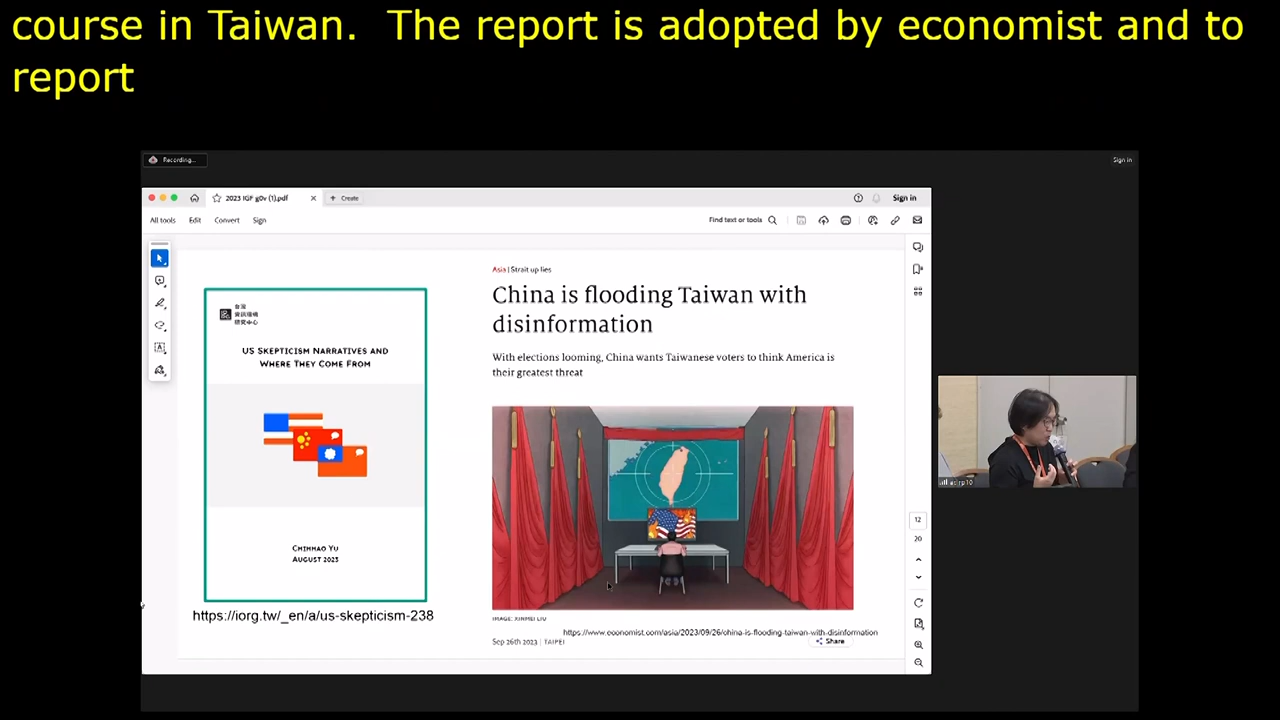 course in Taiwan.  The report is adopted by economist and to
report
Recording...
Sign in
2023 IGF g0v (1).pdf
Create
Sign in
All tools
Edit
Convert
Sign
Find text or tools
Asia | Strait up lies
China is flooding Taiwan with
disinformation
With elections looming, China wants Taiwanese voters to think America is
their greatest threat
台灣
資訊環境
研究中心
US SKEPTICISM NARRATIVES AND
WHERE THEY COME FROM
CHIHHAO YU
AUGUST 2023
https://iorg.tw/_en/a/us-skepticism-238
IMAGE: XINMEI LIU
https://www.economist.com/asia/2023/09/26/china-is-flooding-taiwan-with-disinformation
Sep 26th 2023 | TAIPEI
Share
12
20